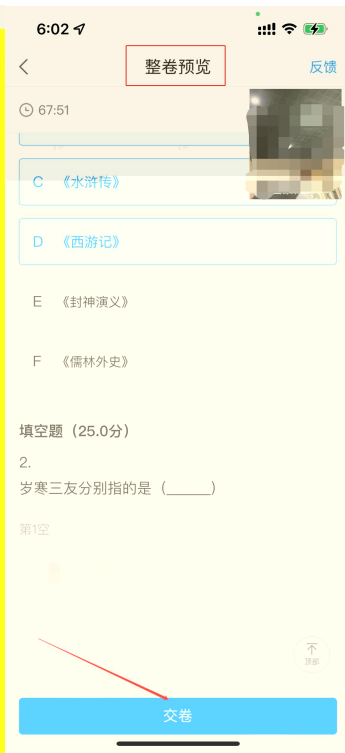 6:02
整卷预览
反馈
67:51
C 《水浒传》
D 《西游记》
E 《封神演义》
F 《儒林外史》
填空题（25.0分）
2.
岁寒三友分别指的是（______）
第1空
顶部
交卷